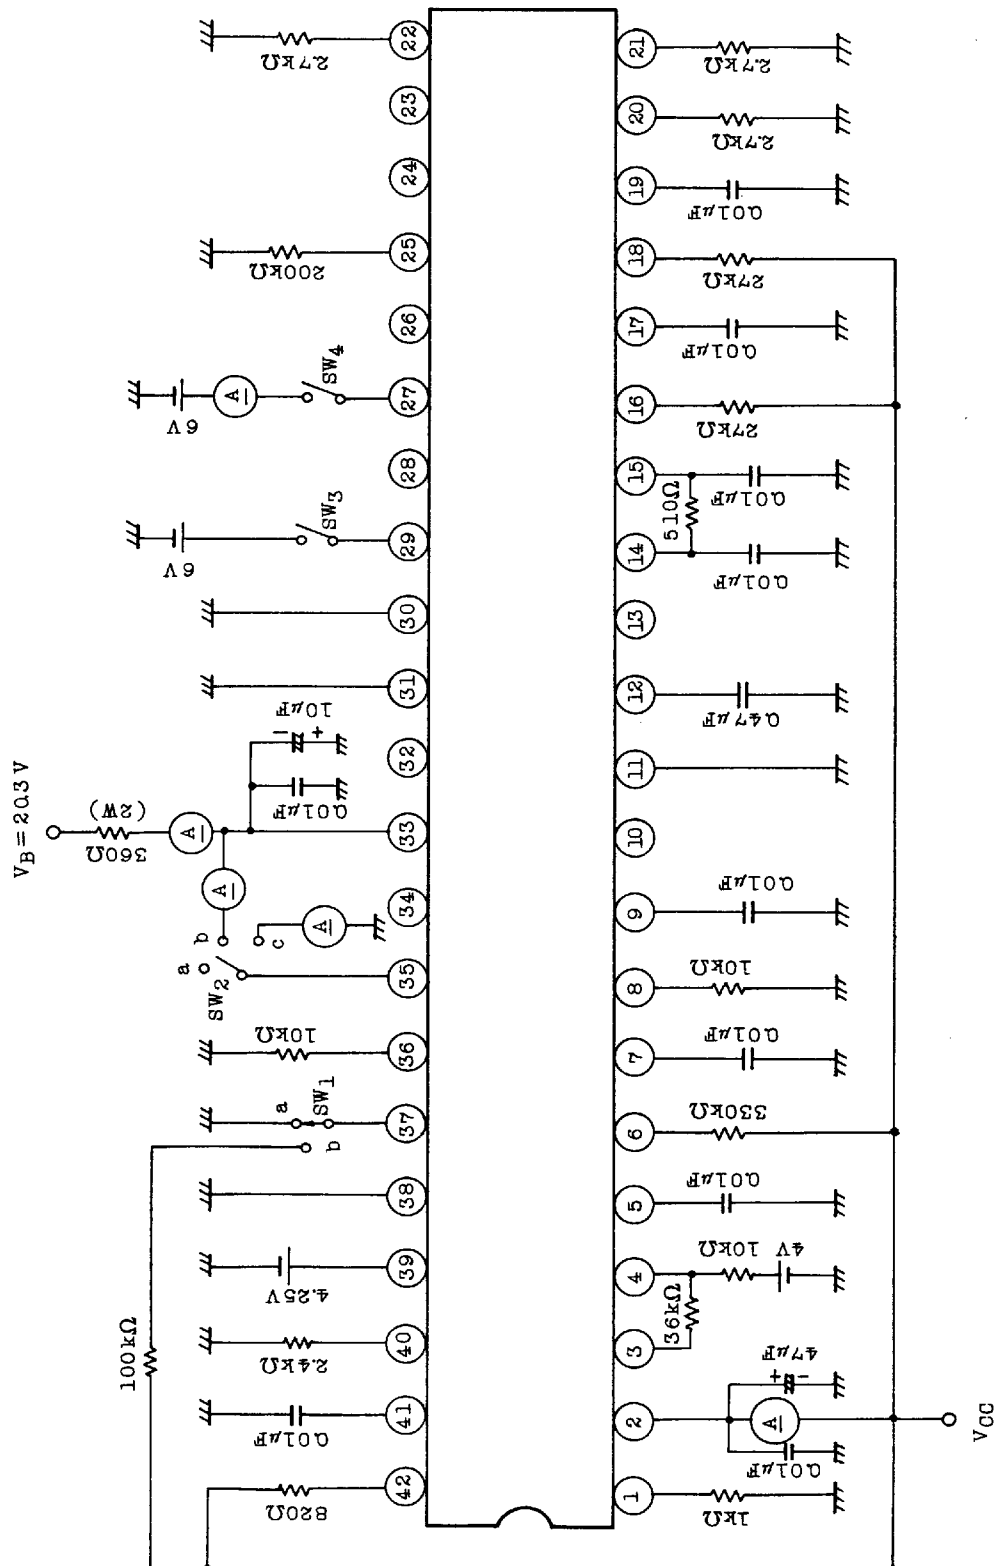 22
2.7kΩ
23
24
25
200kΩ
26
27
SW4
A
6V
28
29
SW3
6V
30
31
10μF
-
+
32
0.01μF
33
VB=20.3V
360Ω
(2W)
A
A
34
A
a
b
c
SW2
35
36
10kΩ
37
SW1
a
b
38
39
4.25V
100kΩ
40
2.4kΩ
41
0.01μF
42
820Ω
21
2.7kΩ
20
2.7kΩ
19
0.01μF
18
27kΩ
17
0.01μF
16
27kΩ
15
0.01μF
510Ω
14
0.01μF
13
12
0.47μF
11
10
9
0.01μF
8
10kΩ
7
0.01μF
6
330kΩ
5
0.01μF
4
10kΩ
4V
36kΩ
3
47μF
+
-
2
A
0.01μF
VCC
1
1kΩ